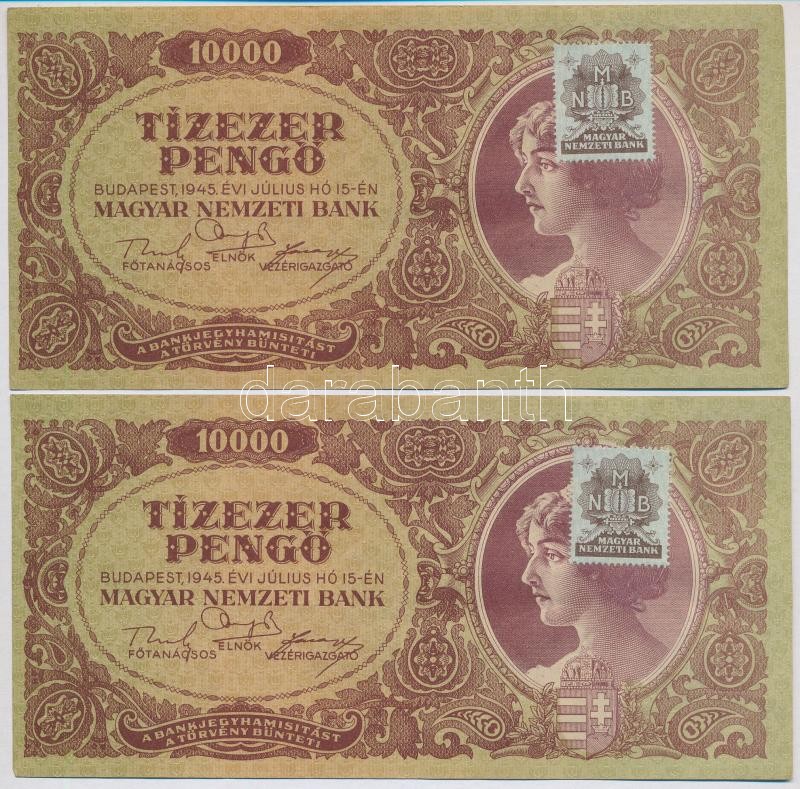 10000
TÍZEZER
PENGŐ
BUDAPEST, 1945. ÉVI JÚLIUS HÓ 15-ÉN
MAGYAR NEMZETI BANK
ELNÖK
FŐTANÁCSOS VEZÉRIGAZGATÓ
A BANKJEGYHAMISITÁST
A TÖRVÉNY BÜNTETI
M
N B
MAGYAR
NEMZETI BANK
darabanth
10000
TÍZEZER
PENGŐ
BUDAPEST, 1945. ÉVI JÚLIUS HÓ 15-ÉN
MAGYAR NEMZETI BANK
ELNÖK
FŐTANÁCSOS VEZÉRIGAZGATÓ
A BANKJEGYHAMISITÁST
A TÖRVÉNY BÜNTETI
M
N B
MAGYAR
NEMZETI BANK